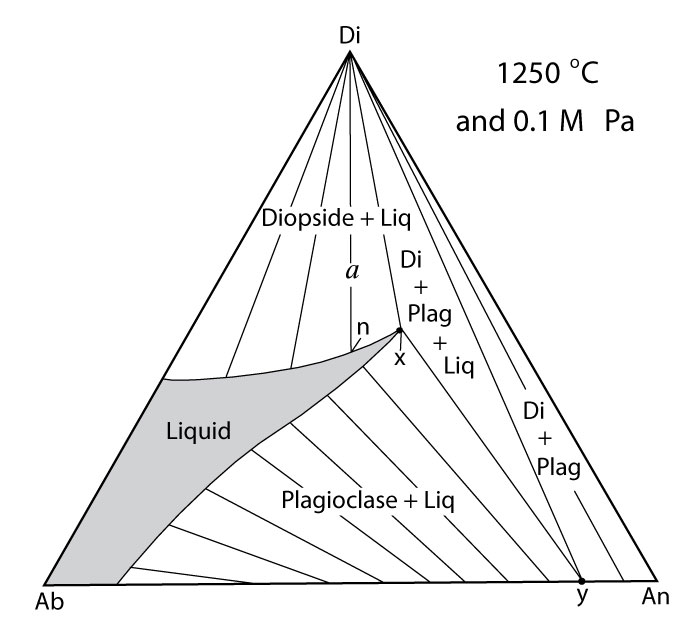 Di
1250 °C
and 0.1 M Pa
Diopside + Liq
a
Di
+
Plag
+
Liq
n
x
Di
+
Plag
Liquid
Plagioclase + Liq
Ab
y
An